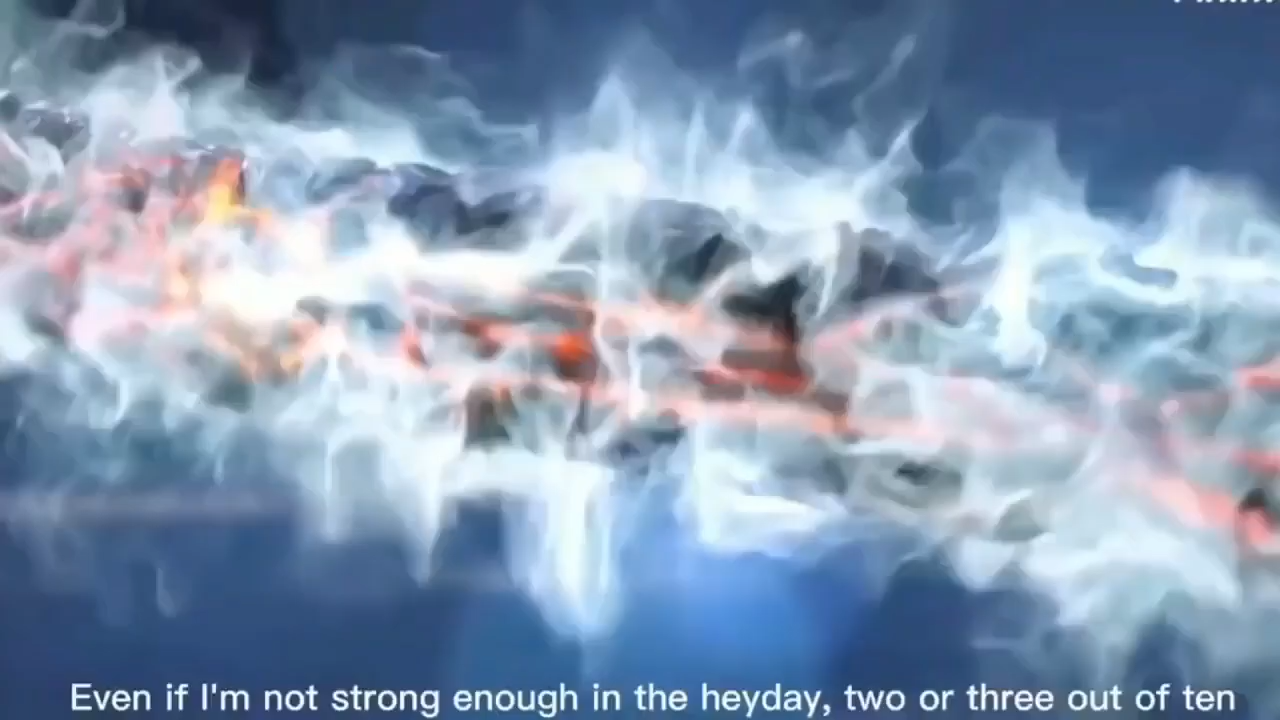 Even if I'm not strong enough in the heyday, two or three out of ten